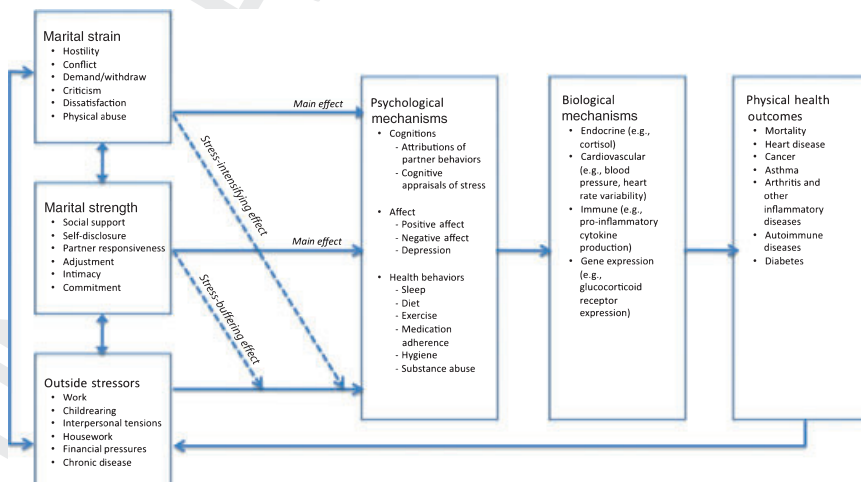 Marital strain
• Hostility
• Conflict
• Demand/withdraw
• Criticism
• Dissatisfaction
• Physical abuse
Marital strength
• Social support
• Self-disclosure
• Partner responsiveness
• Adjustment
• Intimacy
• Commitment
Outside stressors
• Work
• Childrearing
• Interpersonal tensions
• Housework
• Financial pressures
• Chronic disease
Main effect
Stress-intensifying effect
Main effect
Stress-buffering effect
Psychological
mechanisms
• Cognitions
- Attributions of
partner behaviors
- Cognitive
appraisals of stress
• Affect
- Positive affect
- Negative affect
- Depression
• Health behaviors
- Sleep
- Diet
- Exercise
- Medication
adherence
- Hygiene
- Substance abuse
Biological
mechanisms
• Endocrine (e.g.,
cortisol)
• Cardiovascular
(e.g., blood
pressure, heart
rate variability)
• Immune (e.g.,
pro-inflammatory
cytokine
production)
• Gene expression
(e.g.,
glucocorticoid
receptor
expression)
Physical health
outcomes
• Mortality
• Heart disease
• Cancer
• Asthma
• Arthritis and
other
inflammatory
diseases
• Autoimmune
diseases
• Diabetes